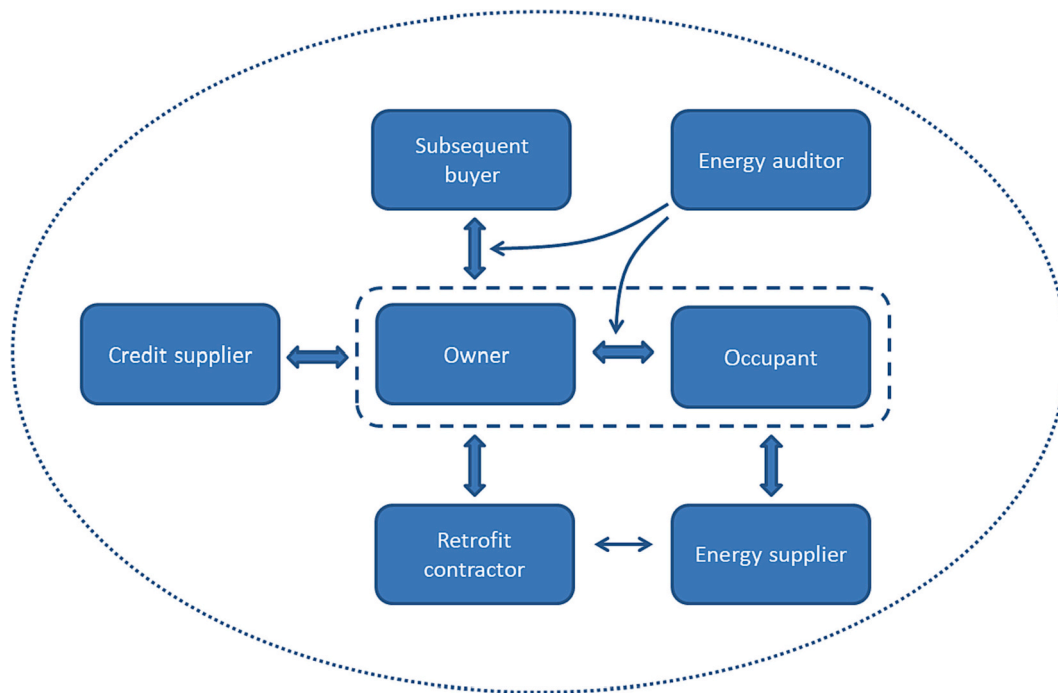 Subsequent
buyer
Energy auditor
Credit supplier
Owner
Occupant
Retrofit
contractor
Energy supplier